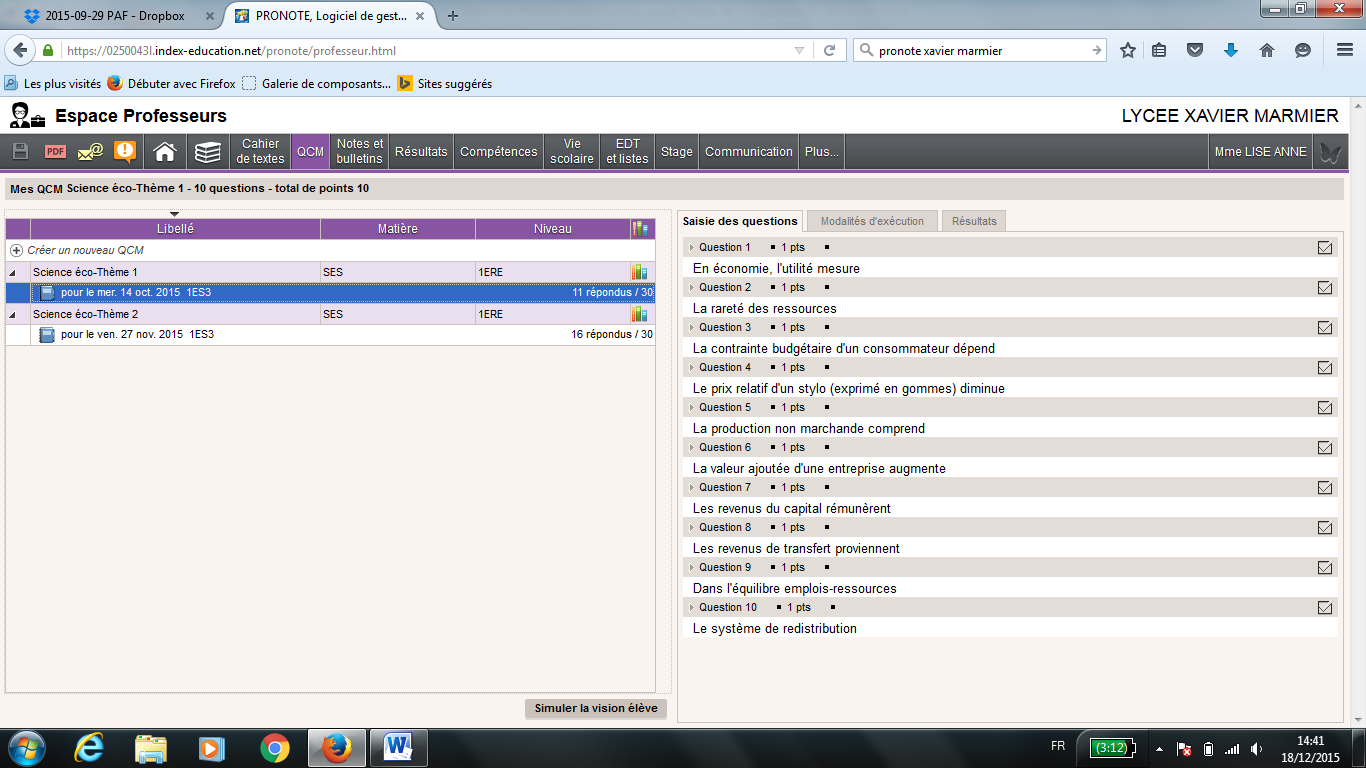 2015-09-29 PAF - Dropbox
PRONOTE, Logiciel de gest...
https://0250043l.index-education.net/pronote/professeur.html
pronote xavier marmier
Les plus visités
Débuter avec Firefox
Galerie de composants...
Sites suggérés
Espace Professeurs
LYCEE XAVIER MARMIER
PDF
Cahier de textes
QCM
Notes et bulletins
Résultats
Compétences
Vie scolaire
EDT et listes
Stage
Communication
Plus...
Mme LISE ANNE
Mes QCM Science éco-Thème 1 - 10 questions - total de points 10
Libellé Matière Niveau
Créer un nouveau QCM
Science éco-Thème 1 SES 1ERE
pour le mer. 14 oct. 2015 1ES3 11 répondus / 30
Science éco-Thème 2 SES 1ERE
pour le ven. 27 nov. 2015 1ES3 16 répondus / 30
Simuler la vision élève
Saisie des questions Modalités d'exécution Résultats
Question 1 1 pts
En économie, l'utilité mesure
Question 2 1 pts
La rareté des ressources
Question 3 1 pts
La contrainte budgétaire d'un consommateur dépend
Question 4 1 pts
Le prix relatif d'un stylo (exprimé en gommes) diminue
Question 5 1 pts
La production non marchande comprend
Question 6 1 pts
La valeur ajoutée d'une entreprise augmente
Question 7 1 pts
Les revenus du capital rémunèrent
Question 8 1 pts
Les revenus de transfert proviennent
Question 9 1 pts
Dans l'équilibre emplois-ressources
Question 10 1 pts
Le système de redistribution
FR
(3:12)
14:41
18/12/2015